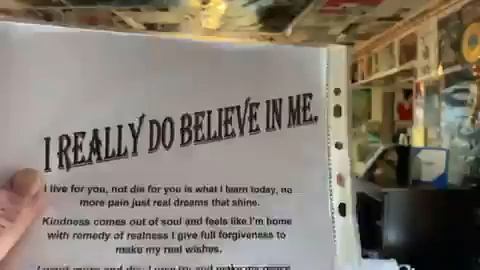 I REALLY DO BELIEVE IN ME.
I live for you, not die for you is what I learn today, no
more pain just real dreams that shine.
Kindness comes out of soul and feels like I'm home
with remedy of realness I give full forgiveness to
make my real wishes.